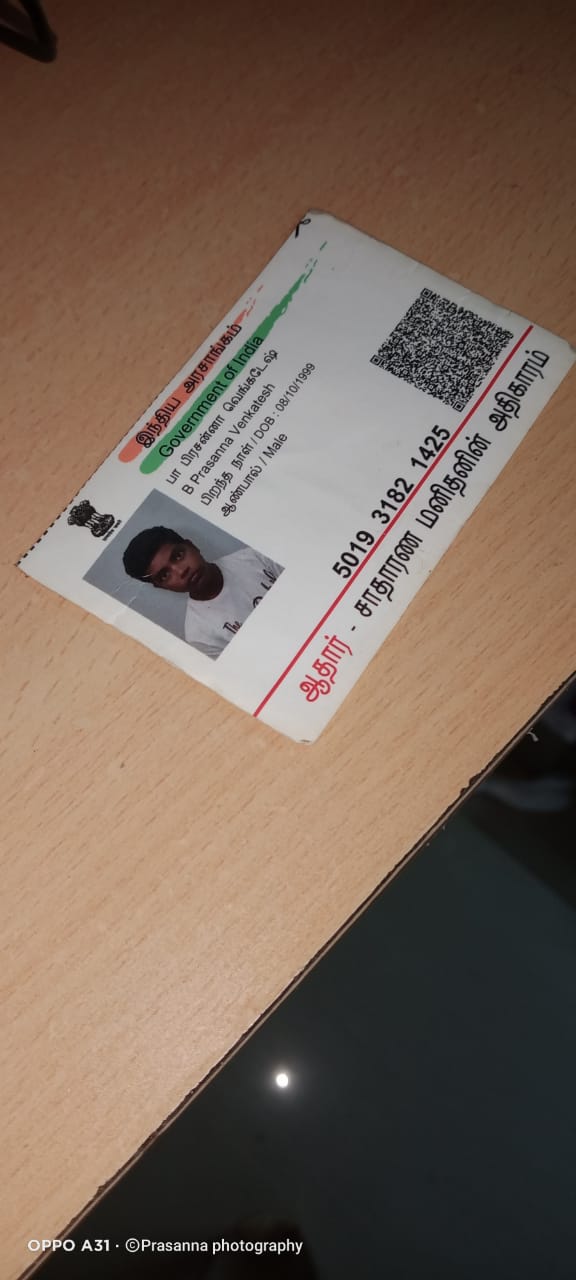 இந்திய அரசாங்கம்
Government of India
பா பிரசன்னா வெங்கடேஷ்
B Prasanna Venkatesh
பிறந்த நாள் / DOB : 08/10/1999
ஆண்பால் / Male
The
5019 3182 1425
ஆதார் - சாதாரண மனிதனின் அதிகாரம்
OPPO A31 · ©Prasanna photography